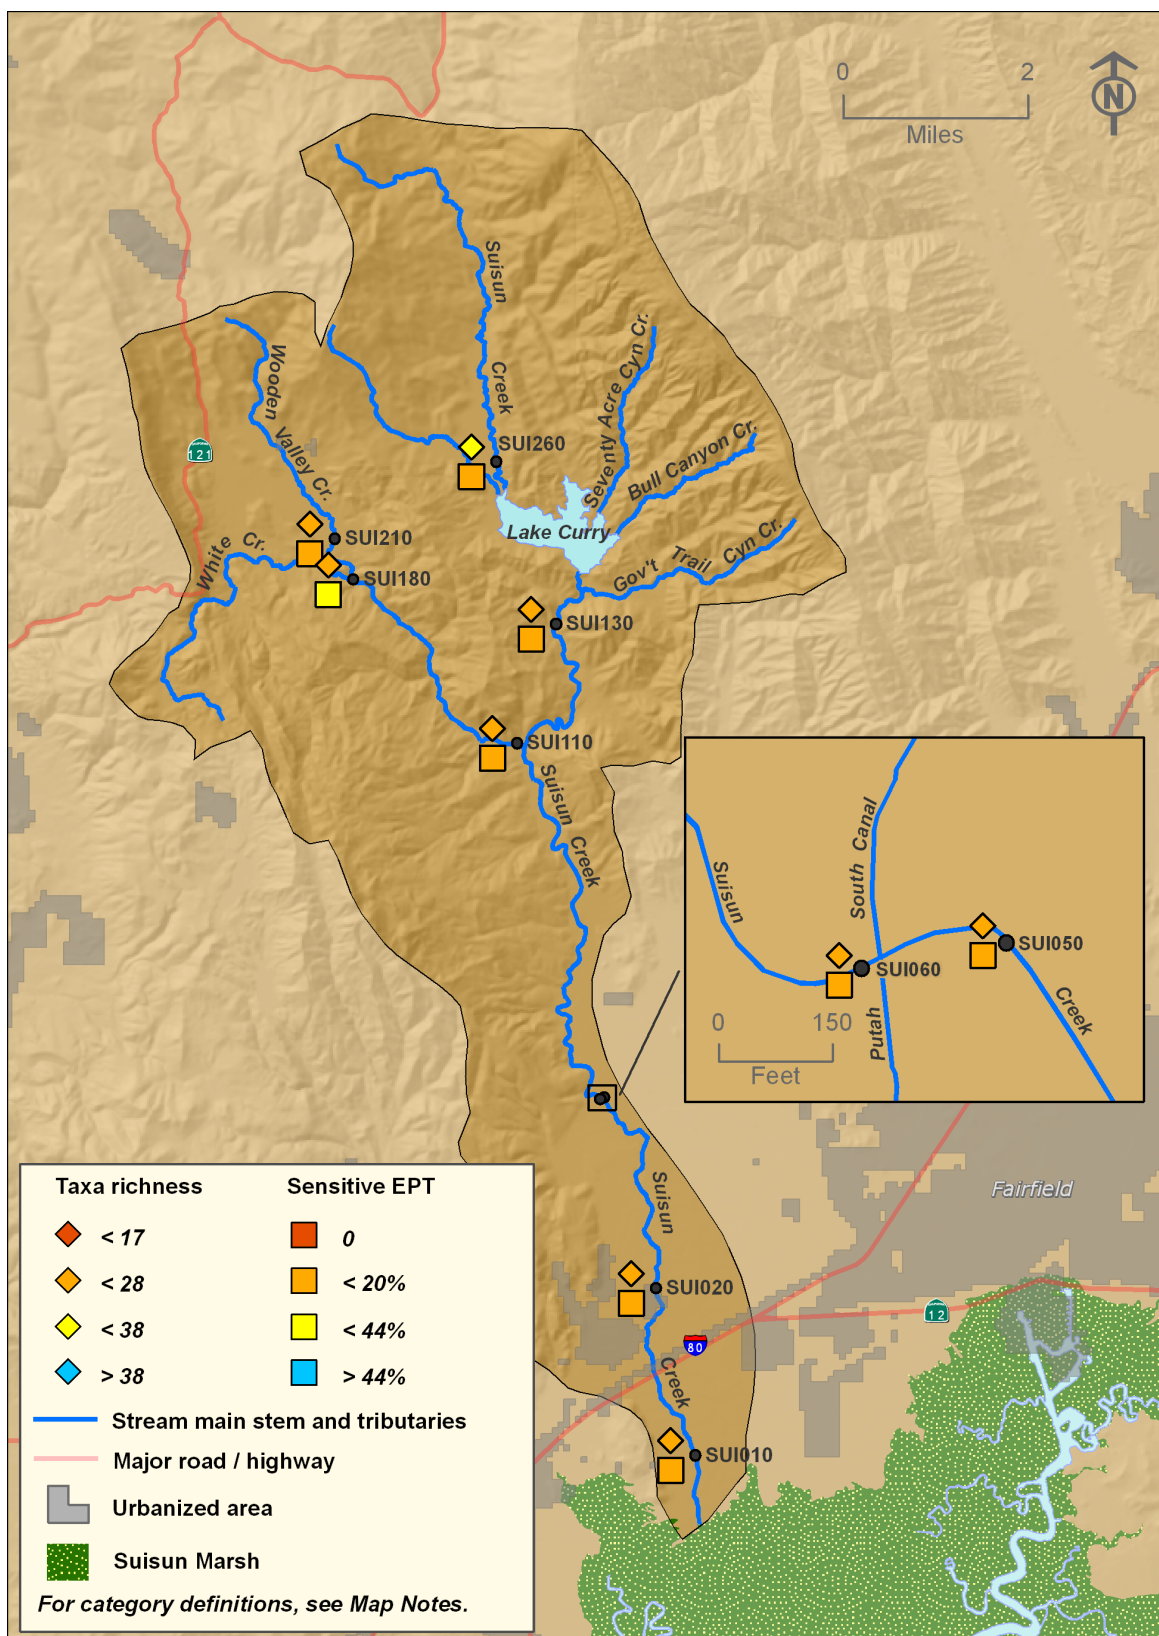 0 2
Miles
N
Suisun
Creek
Wooden
Valley Cr.
Seventy Acre Cyn Cr.
Bull Canyon Cr.
CALIFORNIA
121
SUI260
Lake Curry
SUI210
White Cr.
SUI180
Gov't Trail Cyn Cr.
SUI130
SUI110
Suisun
Creek
Suisun
South Canal
SUI050
SUI060
Putah
Creek
0 150
Feet
Suisun
Fairfield
SUI020
CALIFORNIA
12
80
Creek
SUI010
Taxa richness Sensitive EPT
< 17 0
< 28 < 20%
< 38 < 44%
> 38 > 44%
Stream main stem and tributaries
Major road / highway
Urbanized area
Suisun Marsh
For category definitions, see Map Notes.